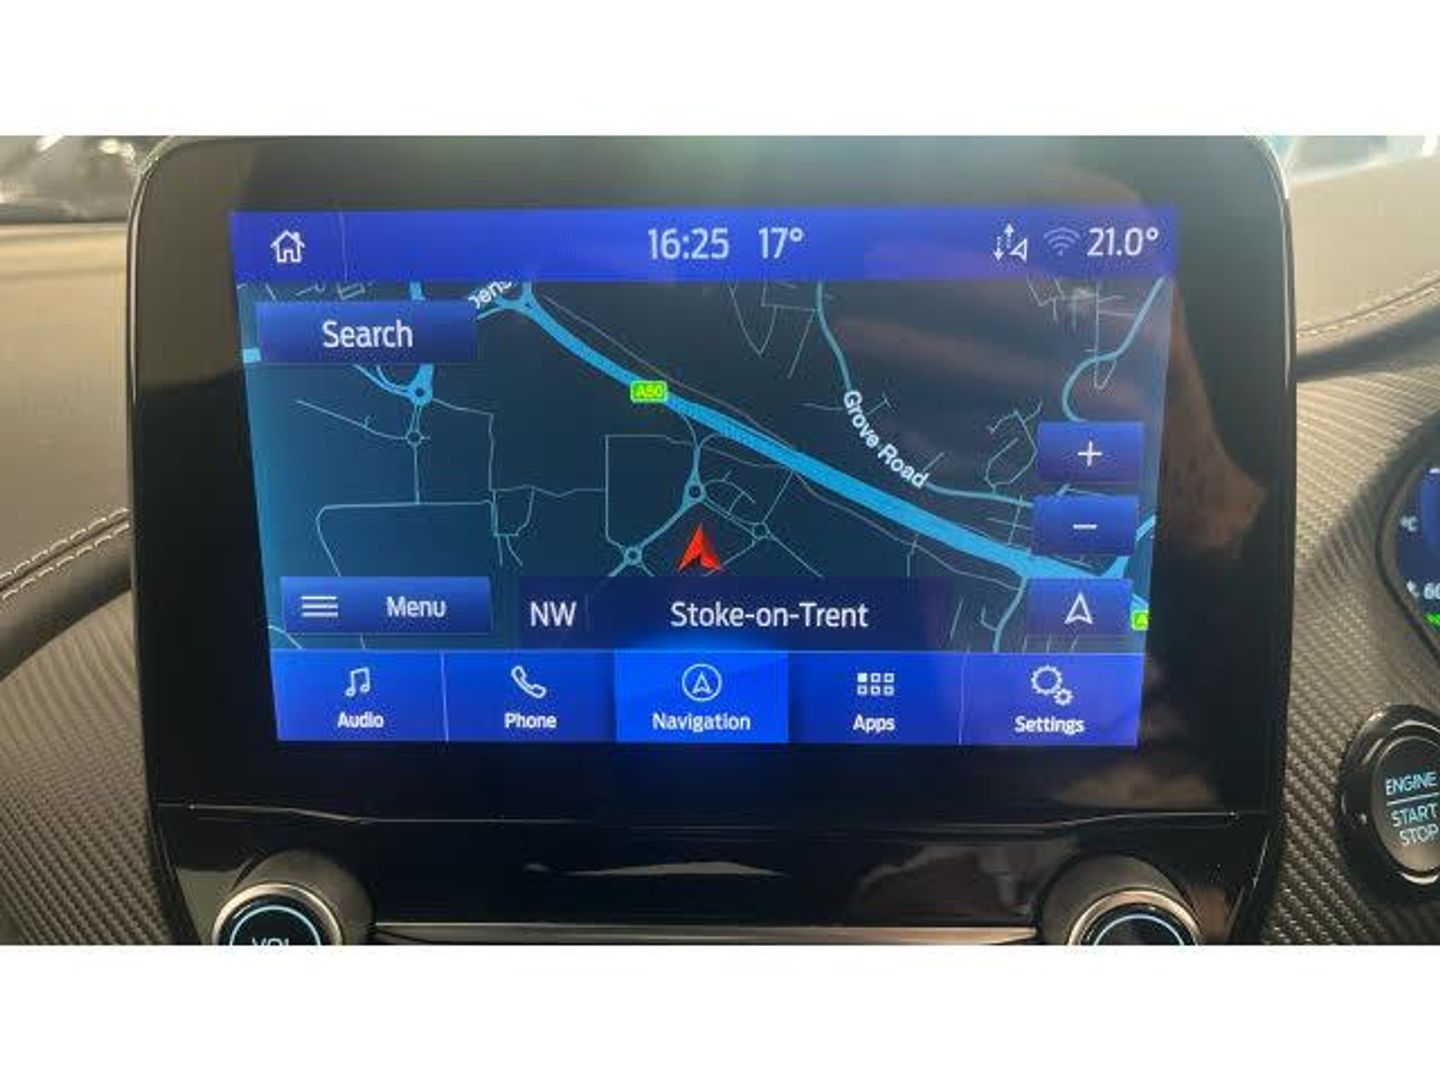 16:25 17° 21.0°
Search
A50
Grove Road
+
−
Menu
NW Stoke-on-Trent
Audio Phone Navigation Apps Settings
ENGINE
START
STOP
VOL